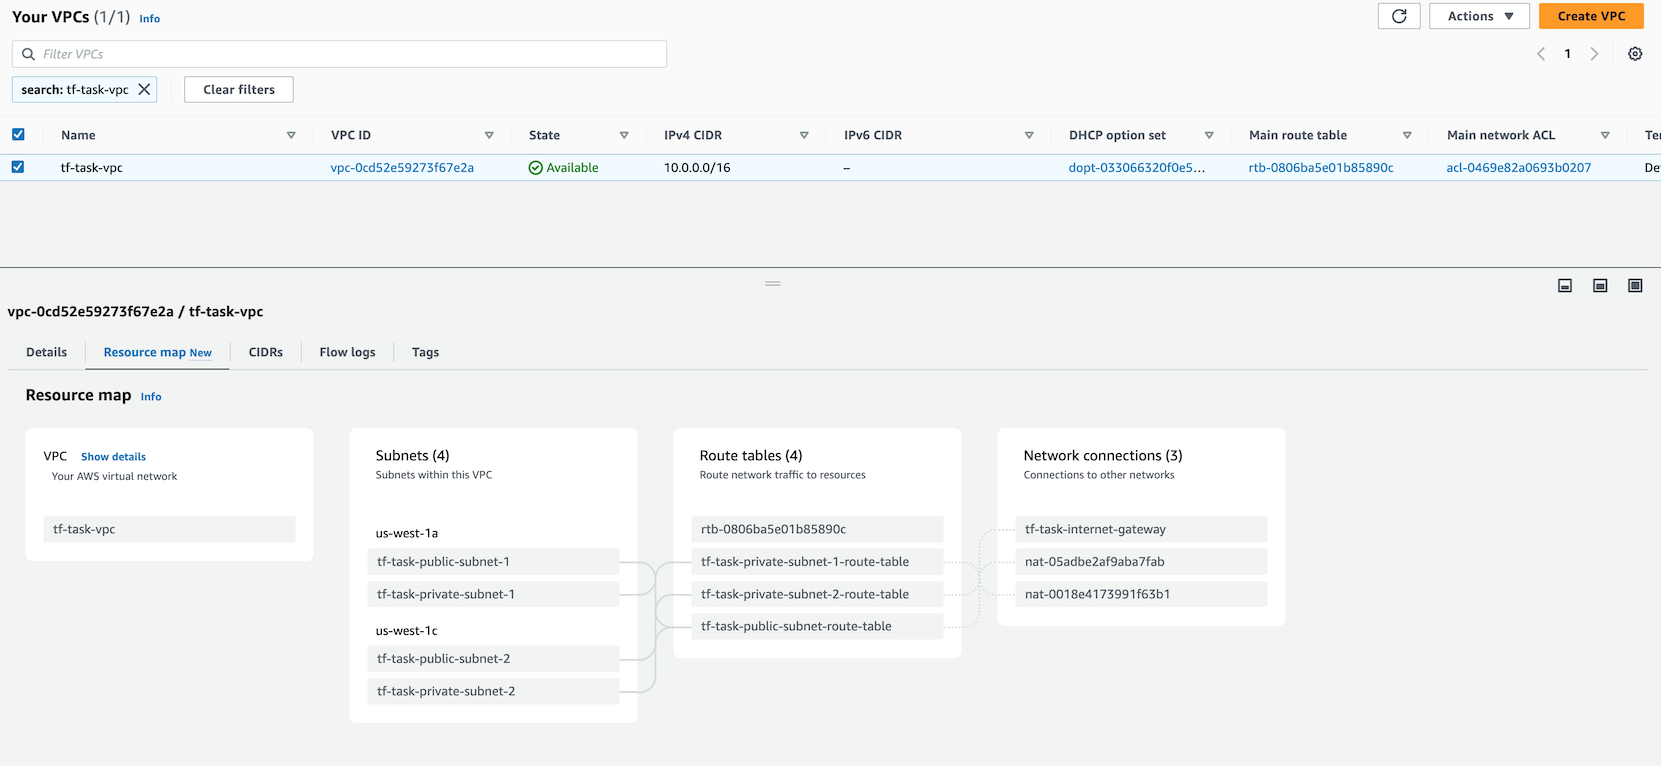 Your VPCs (1/1) Info
Actions ▼ Create VPC
Filter VPCs
1
search: tf-task-vpc
Clear filters
Name VPC ID State IPv4 CIDR IPv6 CIDR DHCP option set Main route table Main network ACL Te
tf-task-vpc vpc-0cd52e59273f67e2a Available 10.0.0.0/16 – dopt-033066320f0e5... rtb-0806ba5e01b85890c acl-0469e82a0693b0207 De
vpc-0cd52e59273f67e2a / tf-task-vpc
Details Resource map New CIDRs Flow logs Tags
Resource map Info
VPC Show details
Your AWS virtual network
tf-task-vpc
Subnets (4)
Subnets within this VPC
us-west-1a
tf-task-public-subnet-1
tf-task-private-subnet-1
us-west-1c
tf-task-public-subnet-2
tf-task-private-subnet-2
Route tables (4)
Route network traffic to resources
rtb-0806ba5e01b85890c
tf-task-private-subnet-1-route-table
tf-task-private-subnet-2-route-table
tf-task-public-subnet-route-table
Network connections (3)
Connections to other networks
tf-task-internet-gateway
nat-05adbe2af9aba7fab
nat-0018e4173991f63b1